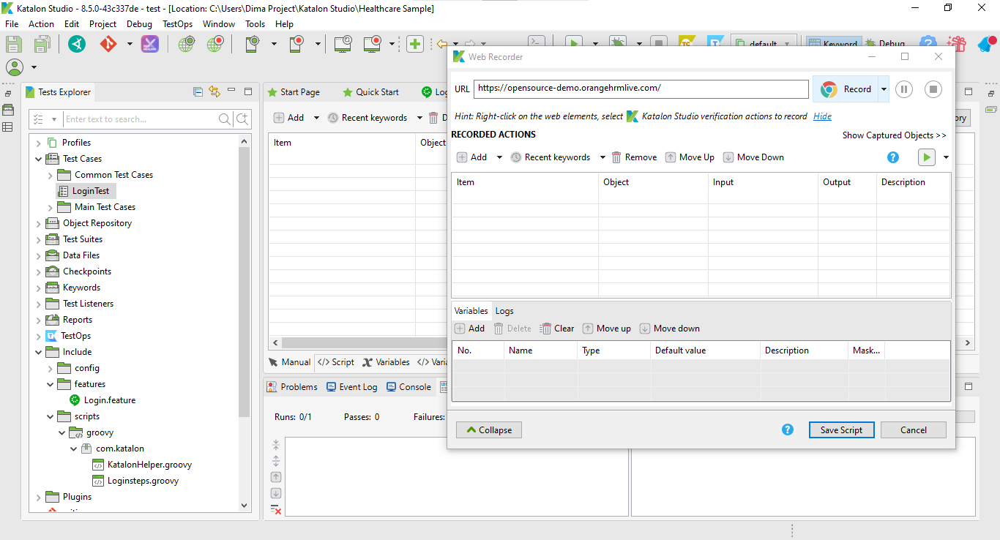 Katalon Studio - 8.5.0-43c337de - test - [Location: C:\Users\Dima Project\Katalon Studio\Healthcare Sample]
File Action Edit Project Debug TestOps Window Tools Help
default Keyword Debug
Tests Explorer
Enter text to search...
Profiles
Test Cases
Common Test Cases
LoginTest
Main Test Cases
Object Repository
Test Suites
Data Files
Checkpoints
Keywords
Test Listeners
Reports
TestOps
Include
config
features
Login.feature
scripts
groovy
com.katalon
KatalonHelper.groovy
Loginsteps.groovy
Plugins
Start Page Quick Start
Add Recent keywords
Item Object
Manual </> Script Variables
Problems Event Log Console
Runs: 0/1 Passes: 0 Failures:
Web Recorder
URL https://opensource-demo.orangehrmlive.com/ Record
Hint: Right-click on the web elements, select Katalon Studio verification actions to record Hide
RECORDED ACTIONS
Show Captured Objects >>
Add Recent keywords Remove Move Up Move Down
Item Object Input Output Description
Variables Logs
Add Delete Clear Move up Move down
No. Name Type Default value Description Mask...
Collapse Save Script Cancel